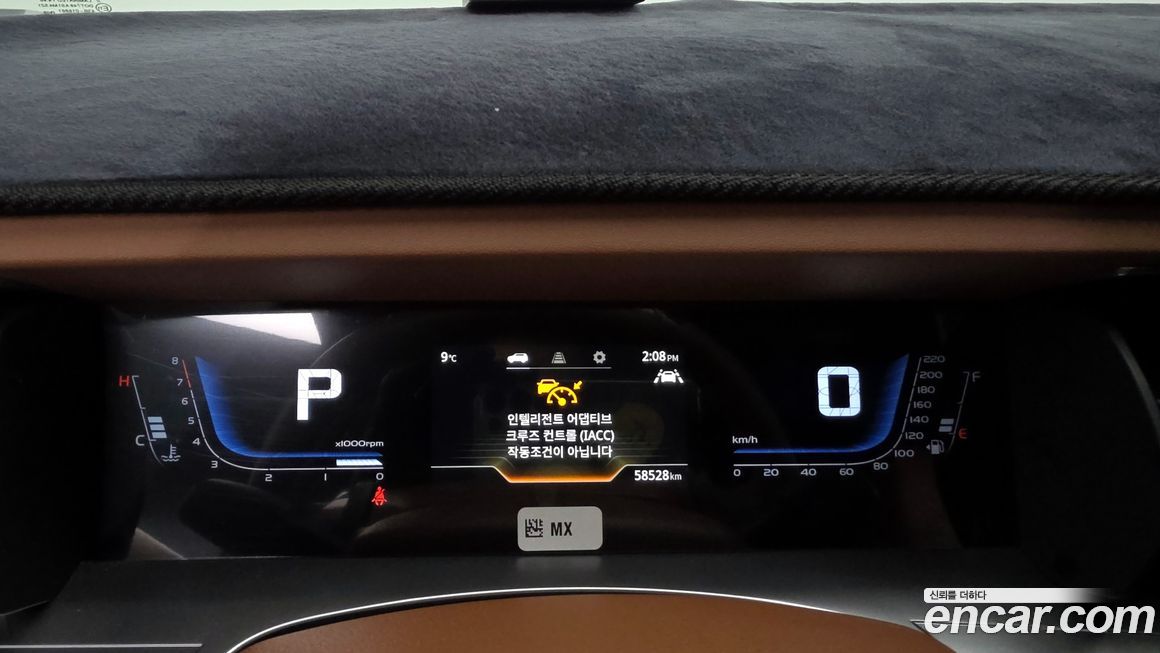 9℃
2:08PM
인텔리전트 어댑티브
크루즈 컨트롤 (IACC)
작동조건이 아닙니다
58528km
P
0
H
C
8
7
6
5
4
3
2
1
0
x1000rpm
km/h
0
20
40
60
80
100
120
140
160
180
200
220
F
E
MX
신뢰를 더하다
encar.com